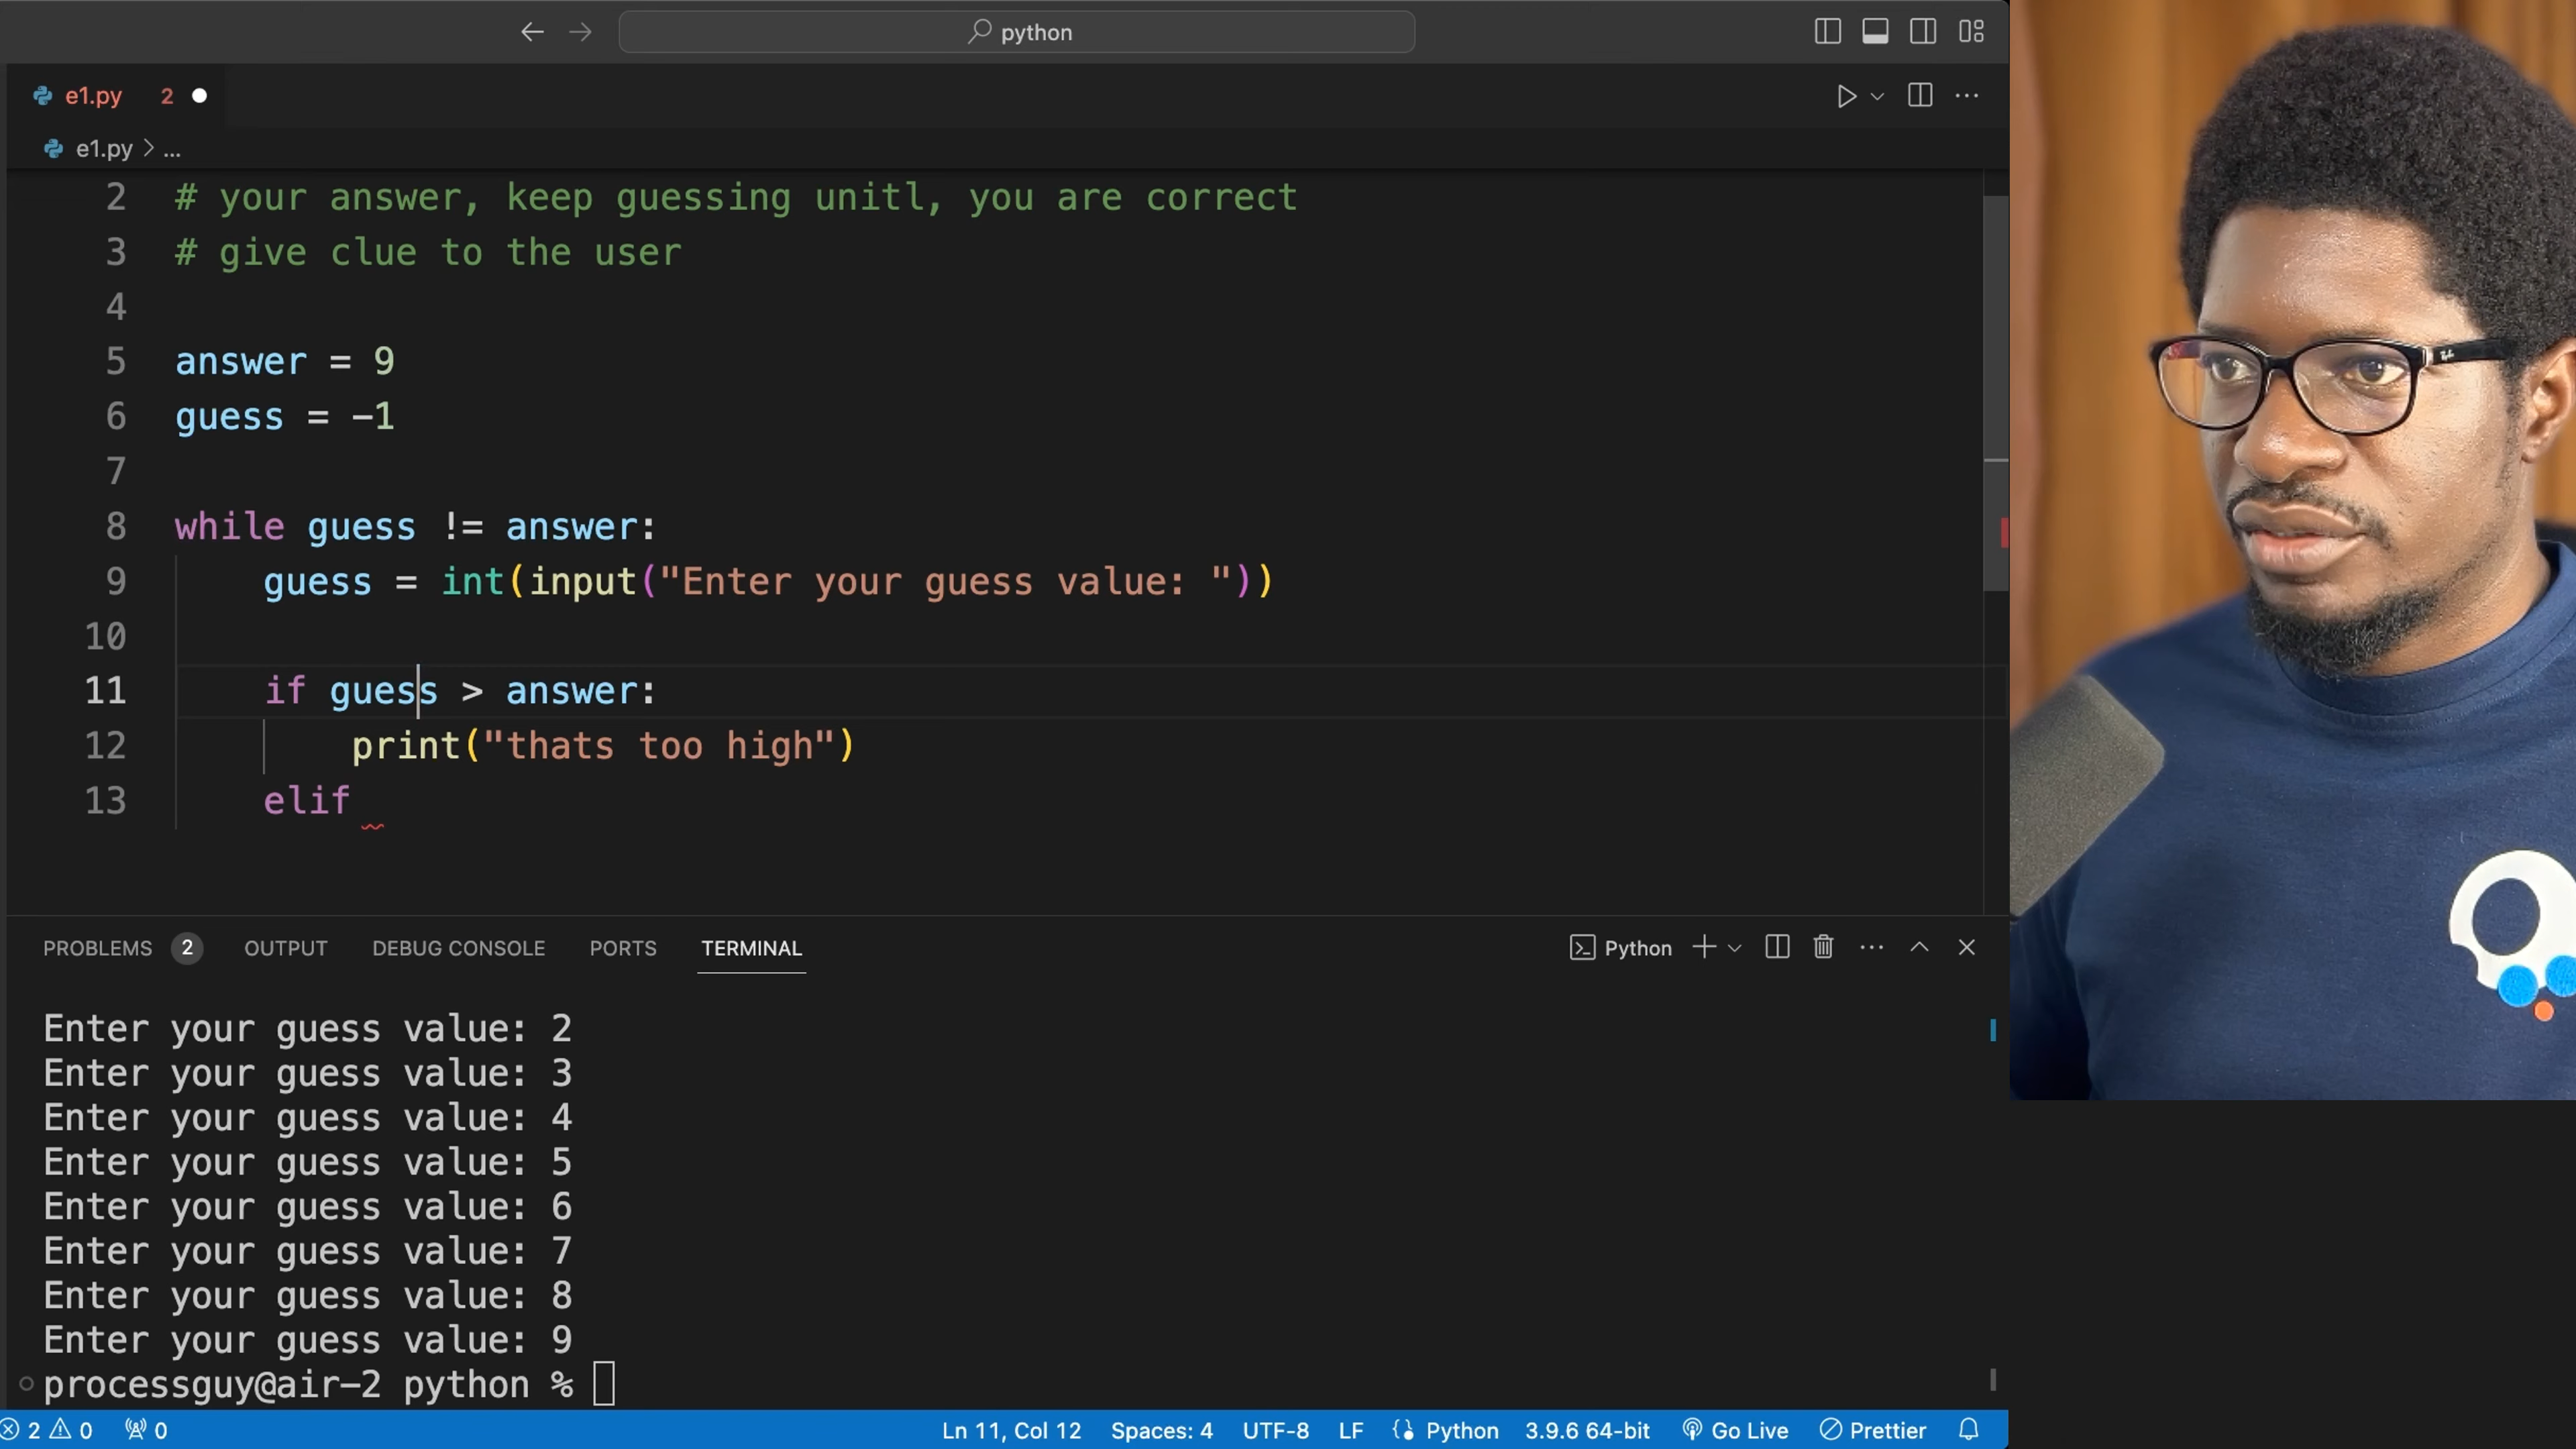 python
e1.py 2
e1.py > ...
2 # your answer, keep guessing unitl, you are correct
3 # give clue to the user
4
5 answer = 9
6 guess = -1
7
8 while guess != answer:
9 guess = int(input("Enter your guess value: "))
10
11 if guess > answer:
12 print("thats too high")
13 elif
PROBLEMS 2 OUTPUT DEBUG CONSOLE PORTS TERMINAL Python
Enter your guess value: 2
Enter your guess value: 3
Enter your guess value: 4
Enter your guess value: 5
Enter your guess value: 6
Enter your guess value: 7
Enter your guess value: 8
Enter your guess value: 9
processguy@air-2 python %
2 0 0 Ln 11, Col 12 Spaces: 4 UTF-8 LF Python 3.9.6 64-bit Go Live Prettier